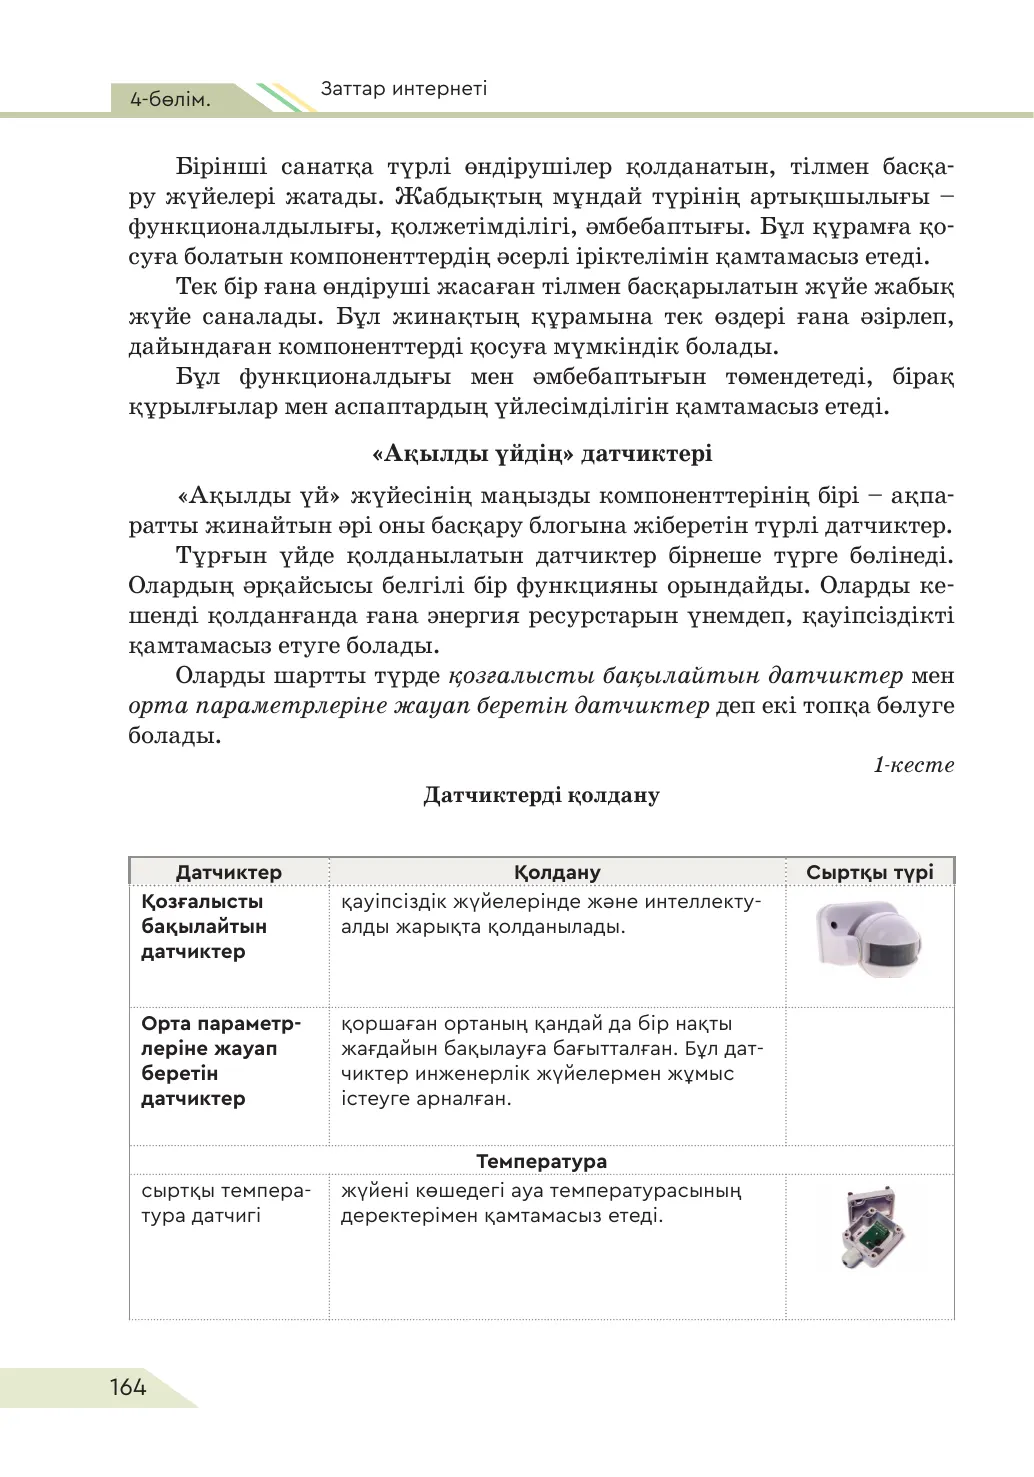 4-бөлім.
Заттар интернеті
Бірінші санатқа түрлі өндірушілер қолданатын, тілмен басқа-
ру жүйелері жатады. Жабдықтың мұндай түрінің артықшылығы –
функционалдылығы, қолжетімділігі, әмбебаптығы. Бұл құрамға қо-
суға болатын компоненттердің әсерлі іріктелімін қамтамасыз етеді.
Тек бір ғана өндіруші жасаған тілмен басқарылатын жүйе жабық
жүйе саналады. Бұл жинақтың құрамына тек өздері ғана әзірлеп,
дайындаған компоненттерді қосуға мүмкіндік болады.
Бұл функционалдығы мен әмбебаптығын төмендетеді, бірақ
құрылғылар мен аспаптардың үйлесімділігін қамтамасыз етеді.
«Ақылды үйдің» датчиктері
«Ақылды үй» жүйесінің маңызды компоненттерінің бірі – ақпа-
ратты жинайтын әрі оны басқару блогына жіберетін түрлі датчиктер.
Тұрғын үйде қолданылатын датчиктер бірнеше түрге бөлінеді.
Олардың әрқайсысы белгілі бір функцияны орындайды. Оларды ке-
шенді қолданғанда ғана энергия ресурстарын үнемдеп, қауіпсіздікті
қамтамасыз етуге болады.
Оларды шартты түрде қозғалысты бақылайтын датчиктер мен
орта параметрлеріне жауап беретін датчиктер деп екі топқа бөлуге
болады.
1-кесте
Датчиктерді қолдану
Датчиктер Қолдану Сыртқы түрі
Қозғалысты
бақылайтын
датчиктер
қауіпсіздік жүйелерінде және интеллекту-
алды жарықта қолданылады.
Орта параметр-
леріне жауап
беретін
датчиктер
қоршаған ортаның қандай да бір нақты
жағдайын бақылауға бағытталған. Бұл дат-
чиктер инженерлік жүйелермен жұмыс
істеуге арналған.
Температура
сыртқы темпера-
тура датчигі
жүйені көшедегі ауа температурасының
деректерімен қамтамасыз етеді.
164